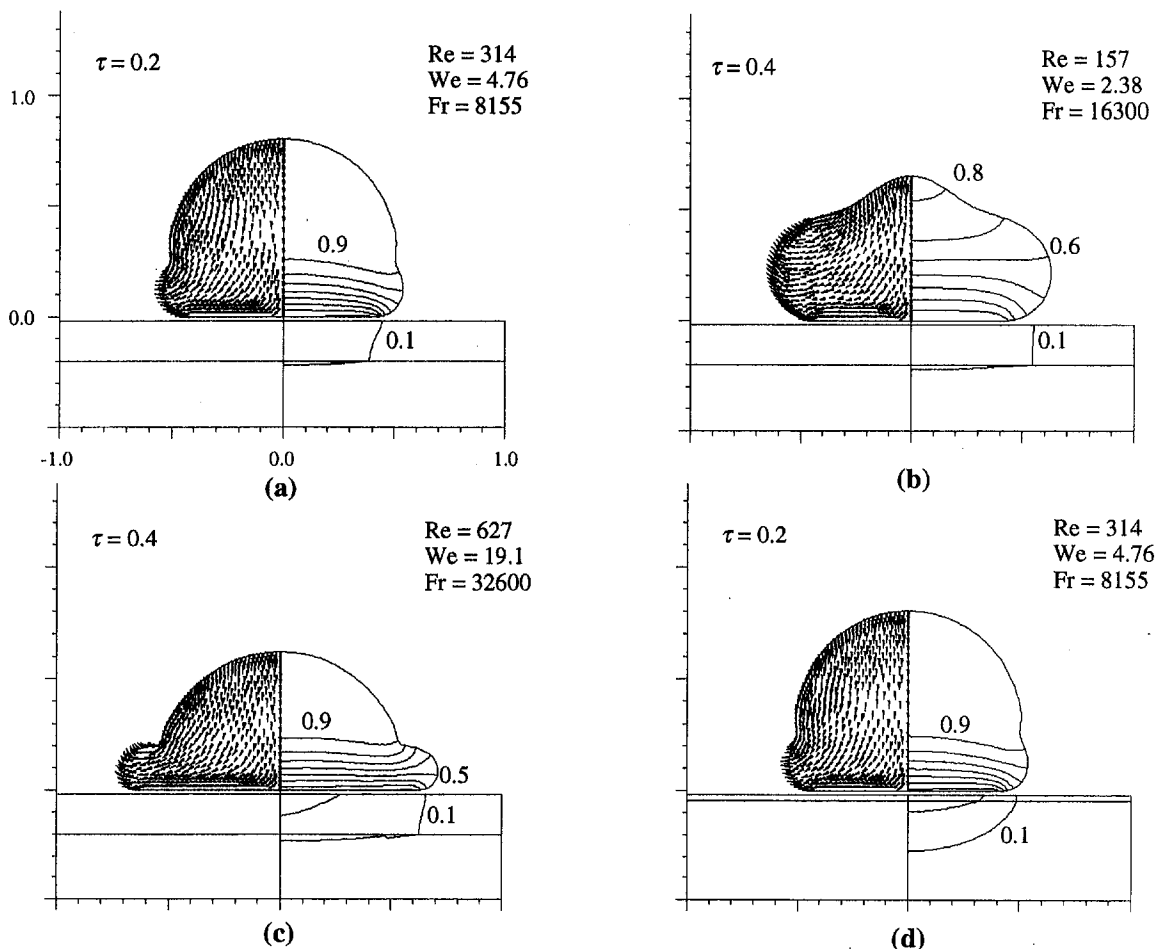 τ = 0.2
Re = 314
We = 4.76
Fr = 8155
1.0
0.9
0.0
0.1
-1.0
0.0
1.0
(a)
τ = 0.4
Re = 157
We = 2.38
Fr = 16300
0.8
0.6
0.1
(b)
τ = 0.4
Re = 627
We = 19.1
Fr = 32600
0.9
0.5
0.1
(c)
τ = 0.2
Re = 314
We = 4.76
Fr = 8155
0.9
0.1
(d)